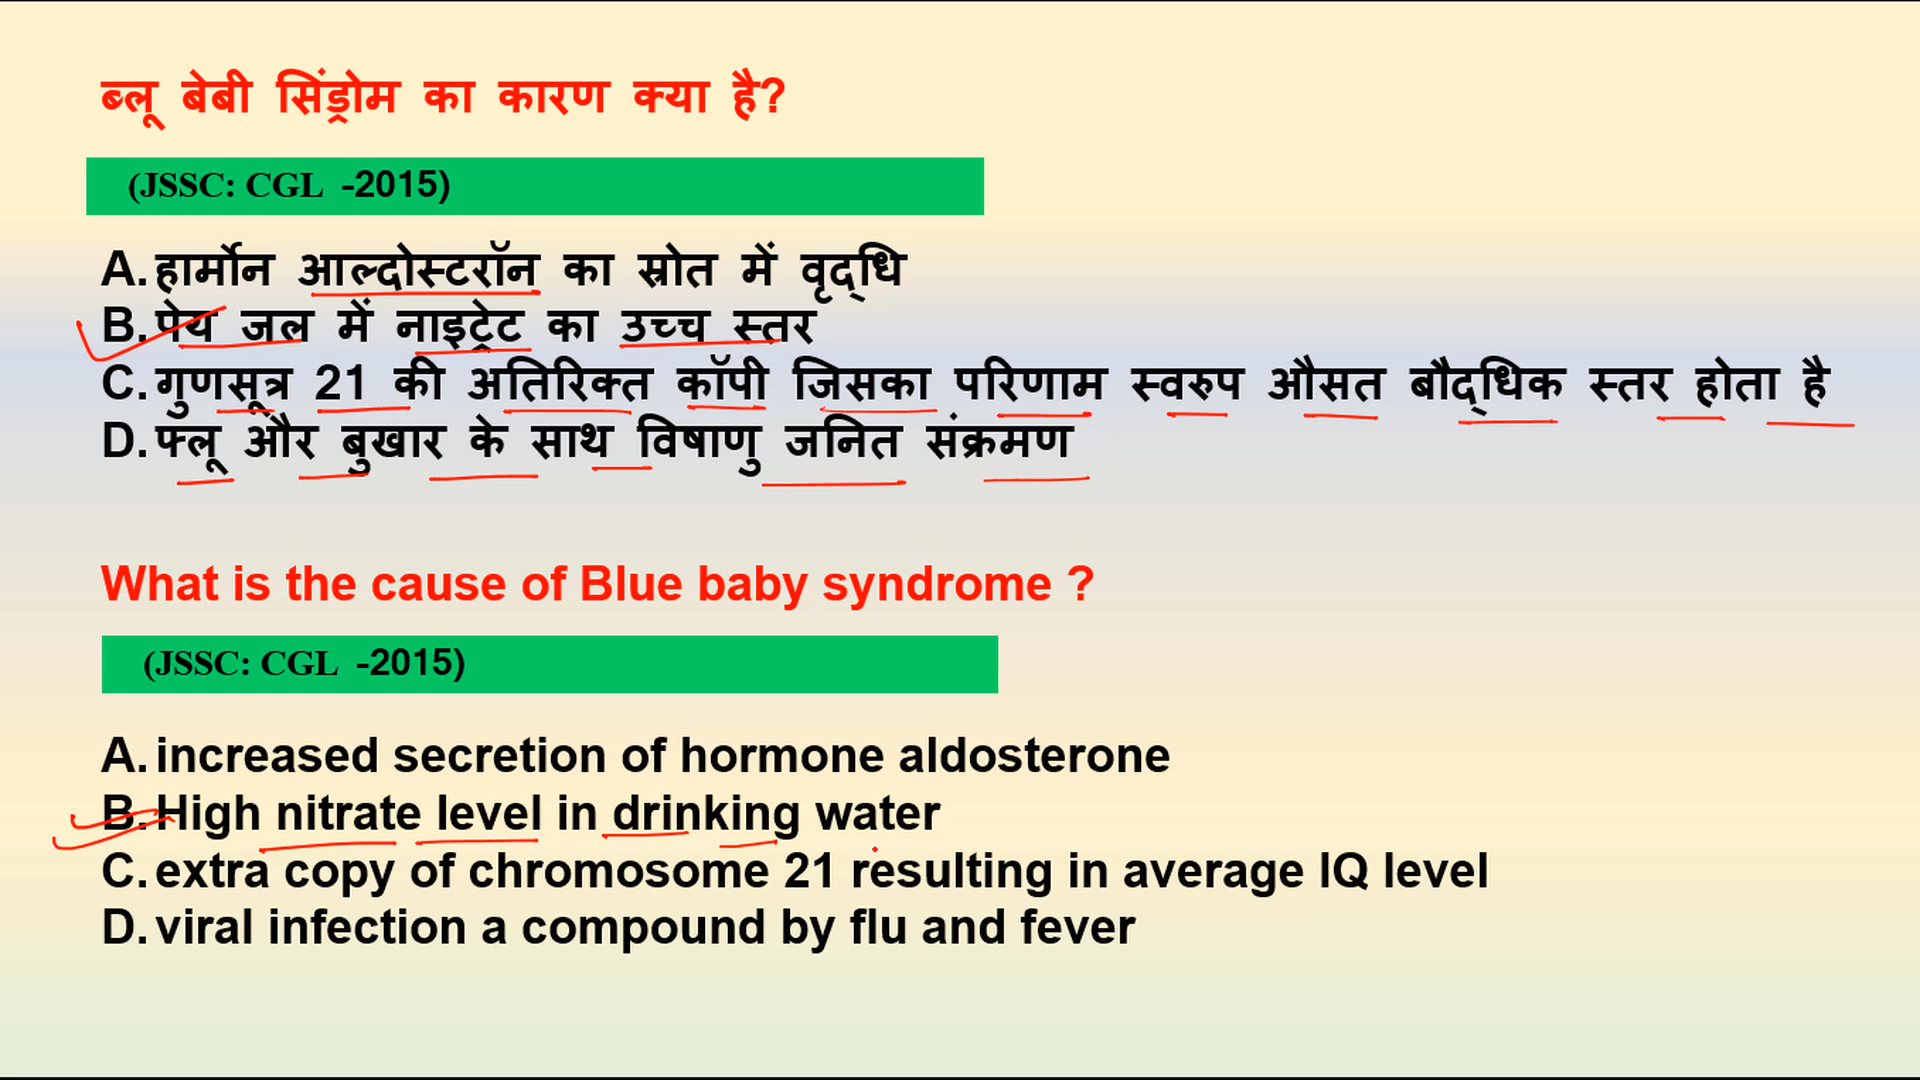 ब्लू बेबी सिंड्रोम का कारण क्या है?
(JSSC: CGL -2015)
A. हार्मोन आल्दोस्टरॉन का स्रोत में वृद्धि
B. पेय जल में नाइट्रेट का उच्च स्तर
C. गुणसूत्र 21 की अतिरिक्त कॉपी जिसका परिणाम स्वरुप औसत बौद्धिक स्तर होता है
D. फ्लू और बुखार के साथ विषाणु जनित संक्रमण
What is the cause of Blue baby syndrome ?
(JSSC: CGL -2015)
A. increased secretion of hormone aldosterone
B. High nitrate level in drinking water
C. extra copy of chromosome 21 resulting in average IQ level
D. viral infection a compound by flu and fever